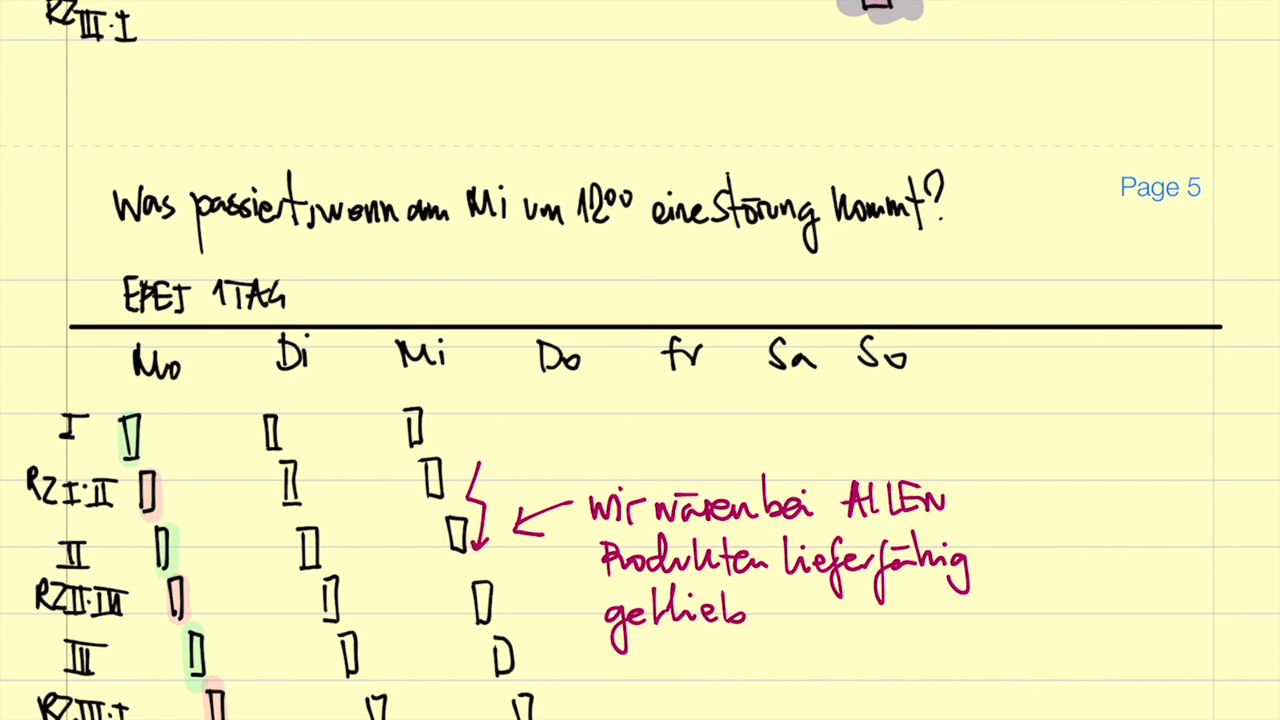 RZ III·I
Page 5
Was passiert, wenn am Mi um 12⁰⁰ eine Störung kommt?
EPEI 1 TAG
Mo Di Mi Do Fr Sa So
I
RZ I·II
wir wären bei ALLEN
II
Produkten lieferfähig
RZ II·III
geblieb
III
RZ III·I